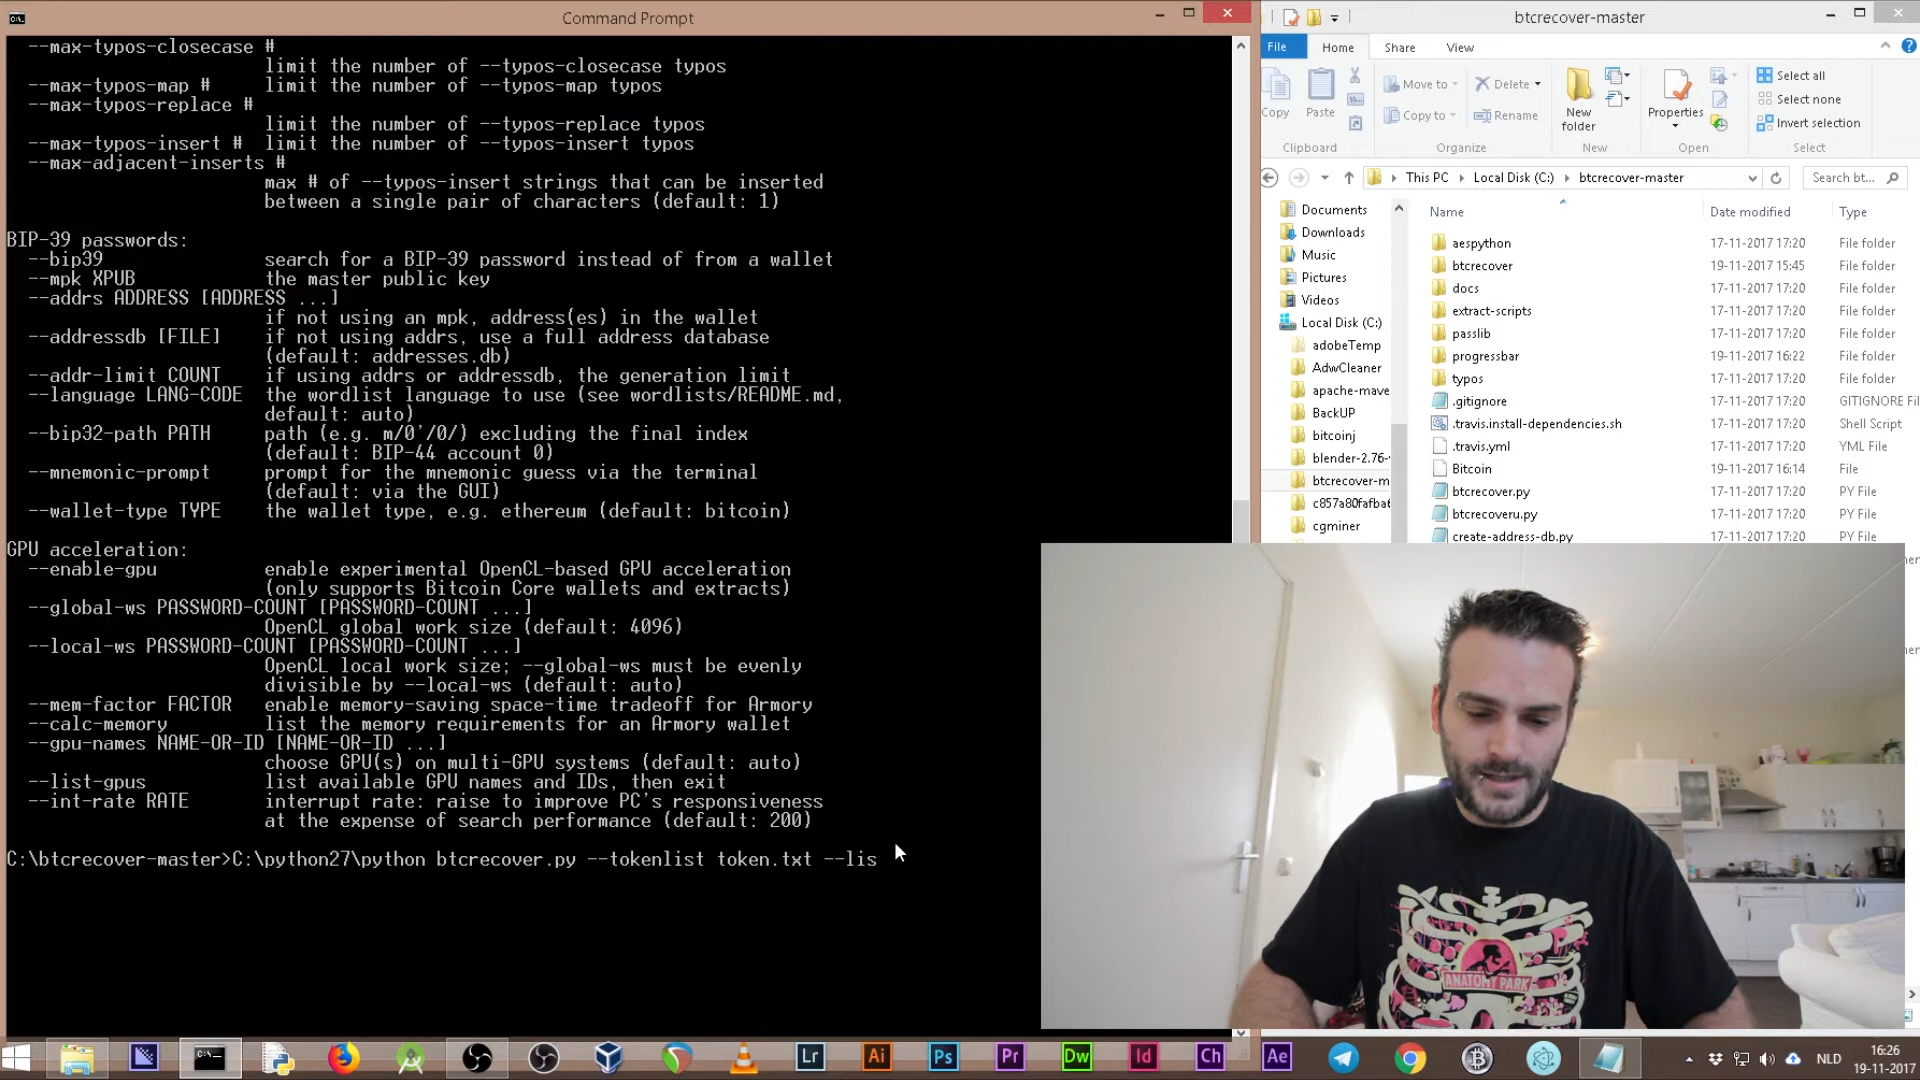 Command Prompt
--max-typos-closecase #
limit the number of --typos-closecase typos
--max-typos-map # limit the number of --typos-map typos
--max-typos-replace #
limit the number of --typos-replace typos
--max-typos-insert # limit the number of --typos-insert typos
--max-adjacent-inserts #
max # of --typos-insert strings that can be inserted
between a single pair of characters (default: 1)
BIP-39 passwords:
--bip39 search for a BIP-39 password instead of from a wallet
--mpk XPUB the master public key
--addrs ADDRESS [ADDRESS ...]
if not using an mpk, address(es) in the wallet
--addressdb [FILE] if not using addrs, use a full address database
(default: addresses.db)
--addr-limit COUNT if using addrs or addressdb, the generation limit
--language LANG-CODE the wordlist language to use (see wordlists/README.md,
default: auto)
--bip32-path PATH path (e.g. m/0'/0/) excluding the final index
(default: BIP-44 account 0)
--mnemonic-prompt prompt for the mnemonic guess via the terminal
(default: via the GUI)
--wallet-type TYPE the wallet type, e.g. ethereum (default: bitcoin)
GPU acceleration:
--enable-gpu enable experimental OpenCL-based GPU acceleration
(only supports Bitcoin Core wallets and extracts)
--global-ws PASSWORD-COUNT [PASSWORD-COUNT ...]
OpenCL global work size (default: 4096)
--local-ws PASSWORD-COUNT [PASSWORD-COUNT ...]
OpenCL local work size; --global-ws must be evenly
divisible by --local-ws (default: auto)
--mem-factor FACTOR enable memory-saving space-time tradeoff for Armory
--calc-memory list the memory requirements for an Armory wallet
--gpu-names NAME-OR-ID [NAME-OR-ID ...]
choose GPU(s) on multi-GPU systems (default: auto)
--list-gpus list available GPU names and IDs, then exit
--int-rate RATE interrupt rate: raise to improve PC's responsiveness
at the expense of search performance (default: 200)
C:\btcrecover-master>C:\python27\python btcrecover.py --tokenlist token.txt --lis
btcrecover-master
File Home Share View
Copy
Paste
Move to
Copy to
Delete
Rename
New folder
Properties
Select all
Select none
Invert selection
Clipboard Organize New Open Select
This PC Local Disk (C:) btcrecover-master
Search bt...
Documents
Downloads
Music
Pictures
Videos
Local Disk (C:)
adobeTemp
AdwCleaner
apache-mave
BackUP
bitcoinj
blender-2.76-
btcrecover-m
c857a80fafbat
cgminer
Name Date modified Type
aespython 17-11-2017 17:20 File folder
btcrecover 19-11-2017 15:45 File folder
docs 17-11-2017 17:20 File folder
extract-scripts 17-11-2017 17:20 File folder
passlib 17-11-2017 17:20 File folder
progressbar 19-11-2017 16:22 File folder
typos 17-11-2017 17:20 File folder
.gitignore 17-11-2017 17:20 GITIGNORE Fil
.travis.install-dependencies.sh 17-11-2017 17:20 Shell Script
.travis.yml 17-11-2017 17:20 YML File
Bitcoin 19-11-2017 16:14 File
btcrecover.py 17-11-2017 17:20 PY File
btcrecoveru.py 17-11-2017 17:20 PY File
create-address-db.py 17-11-2017 17:20 PY File
ANATOMY PARK
Lr Ai Ps Pr Dw Id Ch Ae
NLD
16:26
19-11-2017